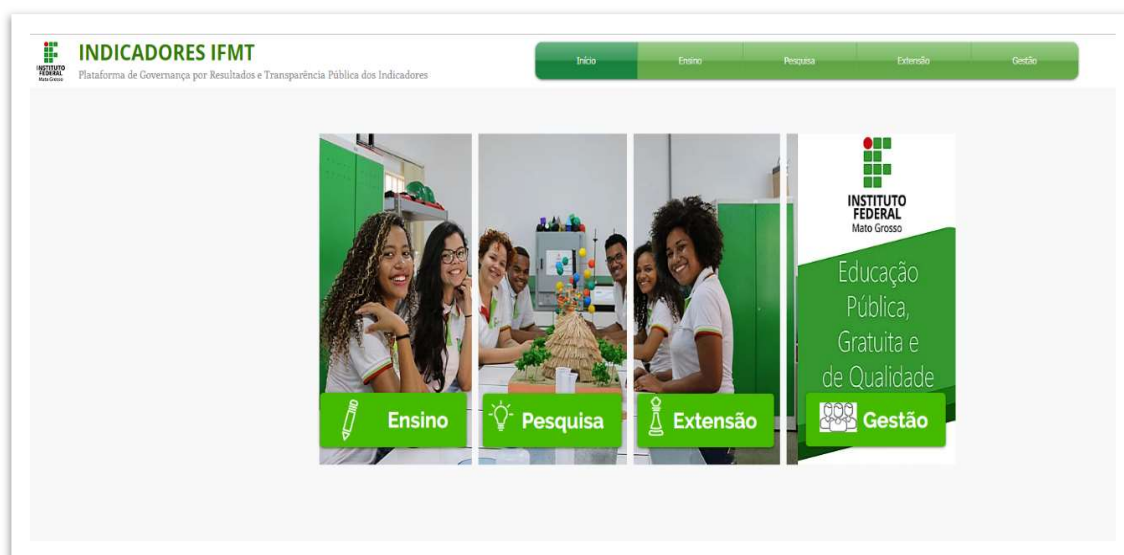 INSTITUTO
FEDERAL
Mato Grosso
INDICADORES IFMT
Plataforma de Governança por Resultados e Transparência Pública dos Indicadores
Início
Ensino
Pesquisa
Extensão
Gestão
INSTITUTO
FEDERAL
Mato Grosso
Educação
Pública,
Gratuita e
de Qualidade
Ensino
Pesquisa
Extensão
Gestão